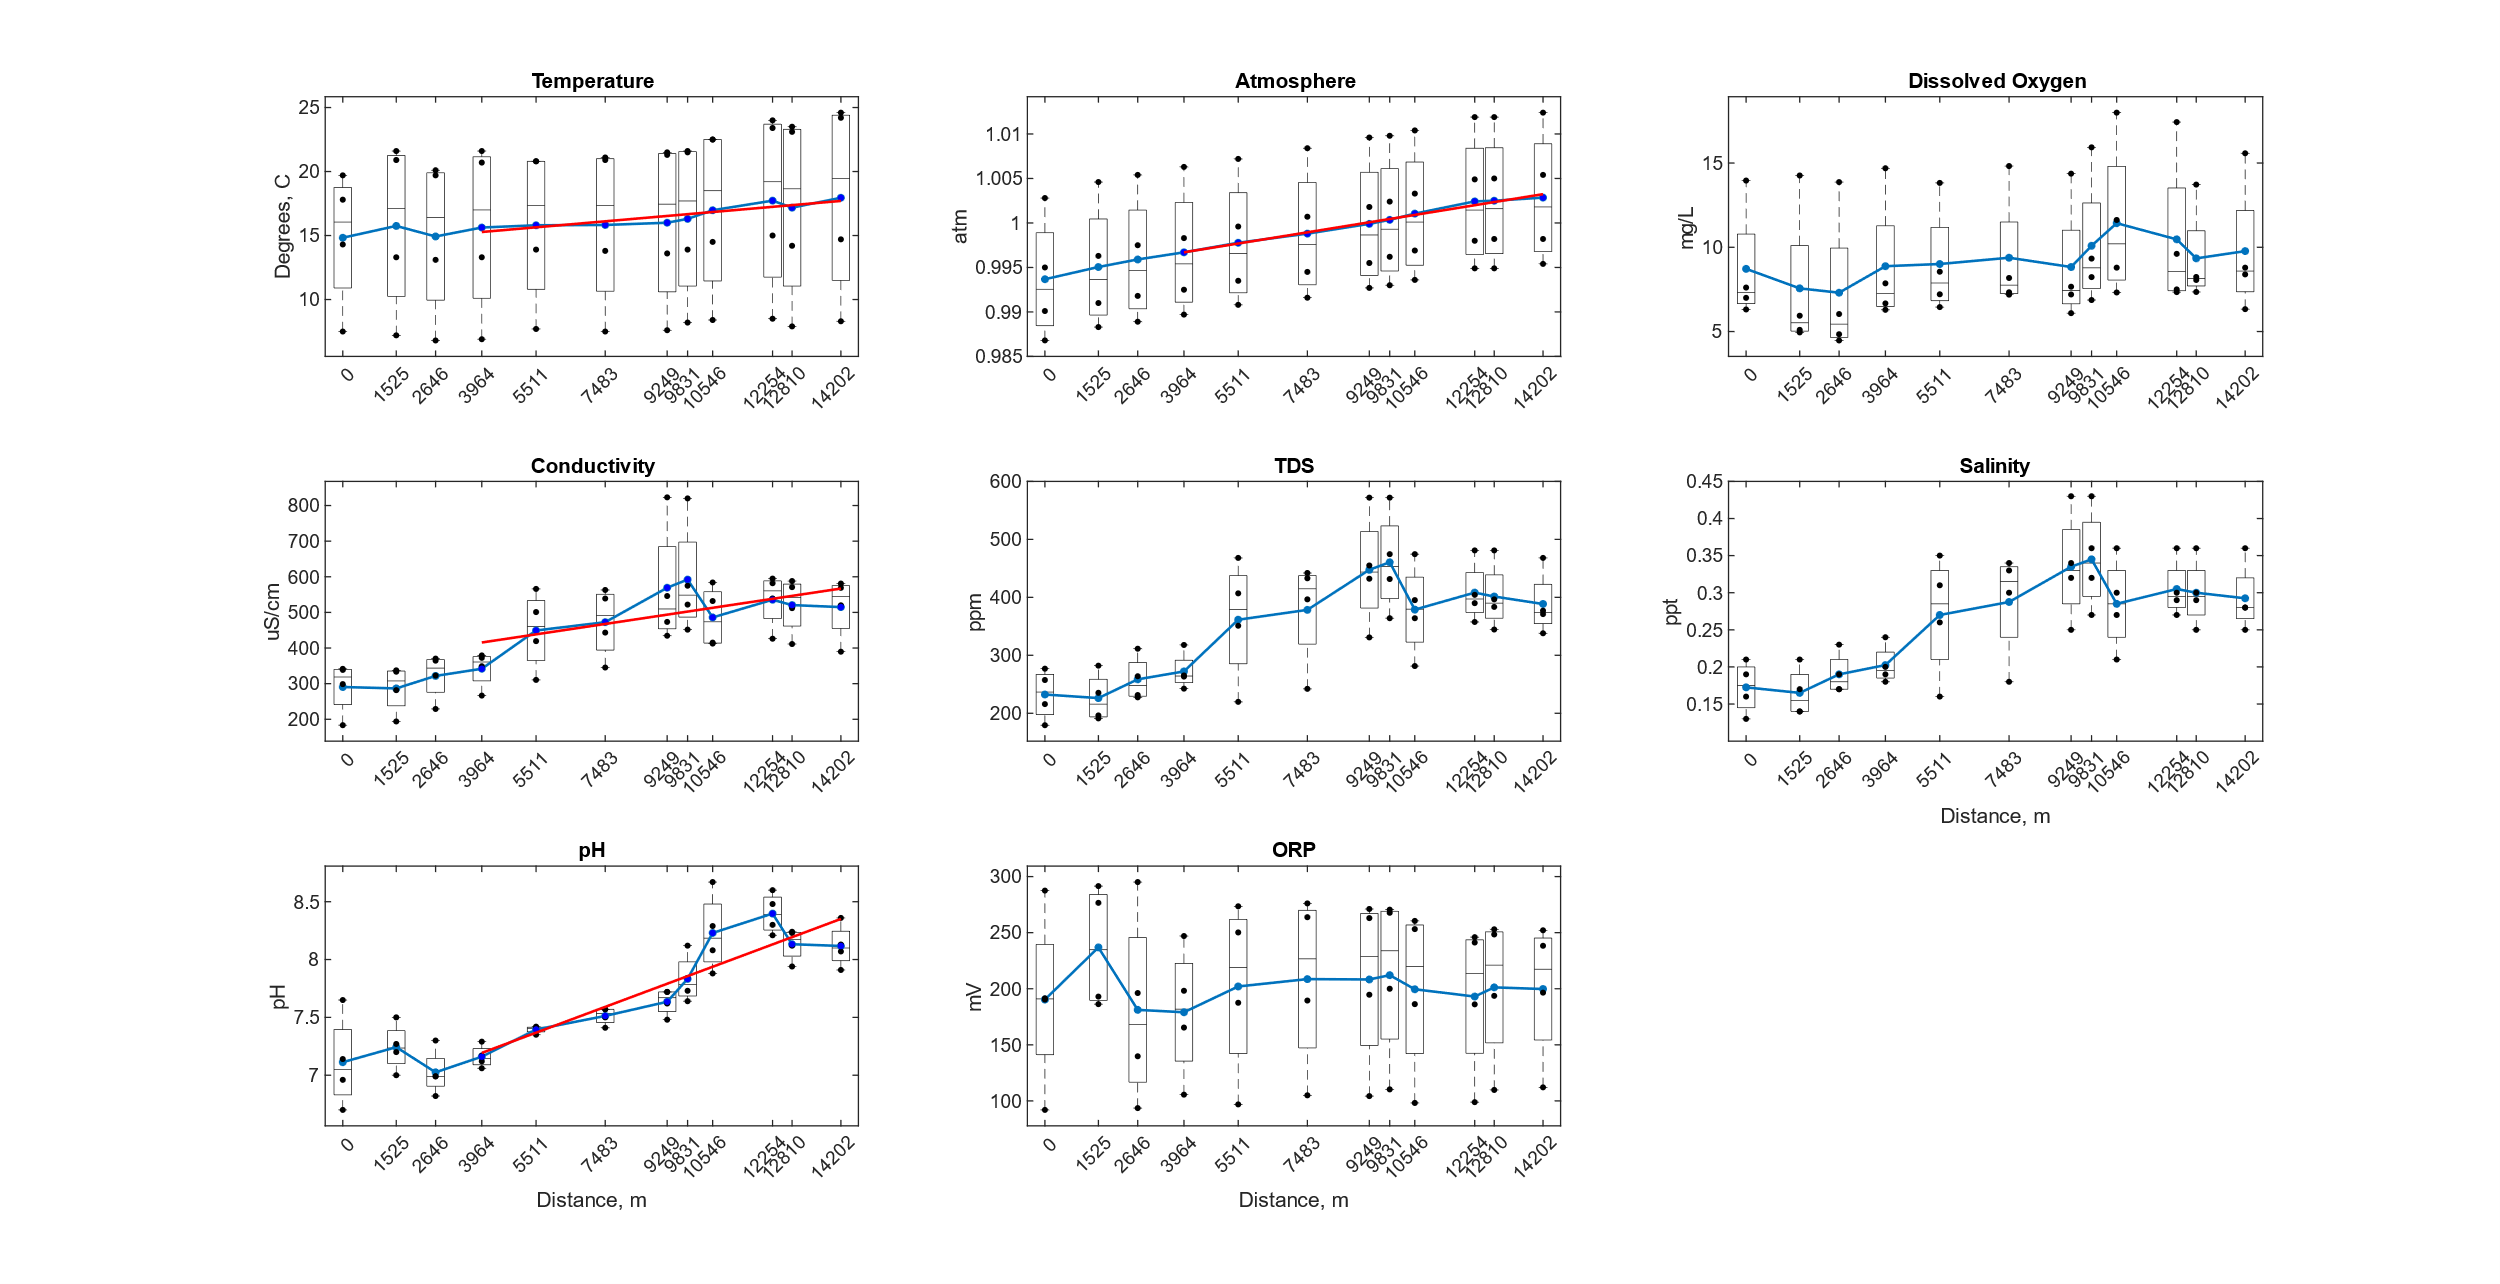 Temperature
Degrees, C
25
20
15
10
0 1525 2646 3964 5511 7483 9249 9831 10546 12254 12810 14202
Atmosphere
atm
1.01
1.005
1
0.995
0.99
0.985
0 1525 2646 3964 5511 7483 9249 9831 10546 12254 12810 14202
Dissolved Oxygen
mg/L
15
10
5
0 1525 2646 3964 5511 7483 9249 9831 10546 12254 12810 14202
Conductivity
uS/cm
800
700
600
500
400
300
200
0 1525 2646 3964 5511 7483 9249 9831 10546 12254 12810 14202
TDS
ppm
600
500
400
300
200
0 1525 2646 3964 5511 7483 9249 9831 10546 12254 12810 14202
Salinity
ppt
0.45
0.4
0.35
0.3
0.25
0.2
0.15
0 1525 2646 3964 5511 7483 9249 9831 10546 12254 12810 14202
Distance, m
pH
pH
8.5
8
7.5
7
0 1525 2646 3964 5511 7483 9249 9831 10546 12254 12810 14202
Distance, m
ORP
mV
300
250
200
150
100
0 1525 2646 3964 5511 7483 9249 9831 10546 12254 12810 14202
Distance, m